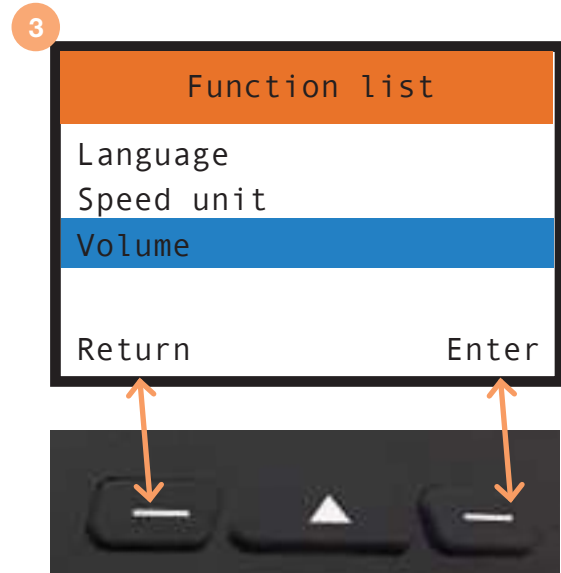 3
Function list
Language
Speed unit
Volume
Return
Enter